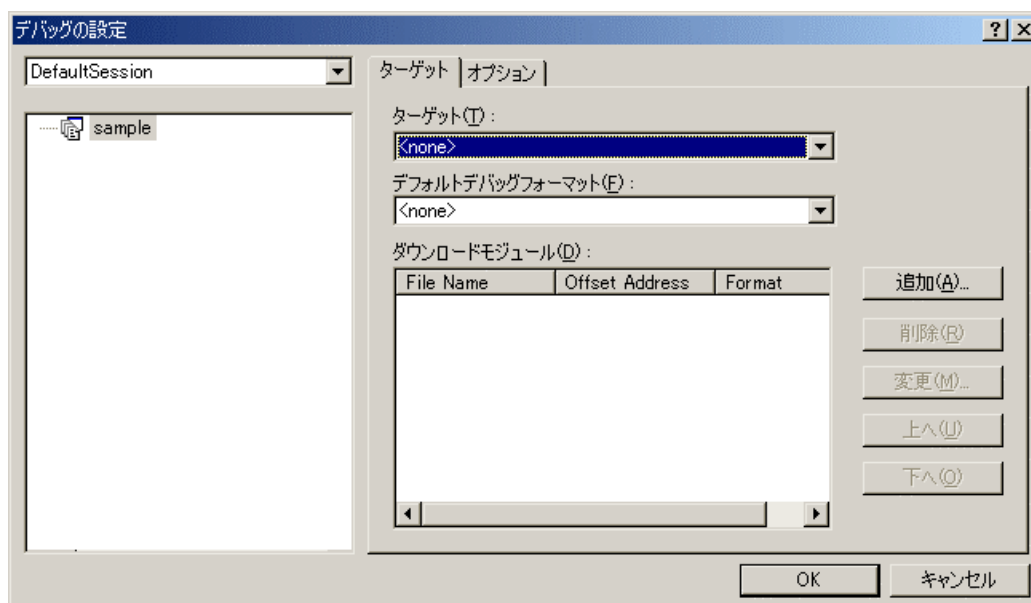 デバッグの設定
DefaultSession
sample
ターゲット オプション
ターゲット(T) :
<none>
デフォルトデバッグフォーマット(F) :
<none>
ダウンロードモジュール(D) :
File Name Offset Address Format
追加(A)...
削除(R)
変更(M)...
上へ(U)
下へ(O)
OK キャンセル